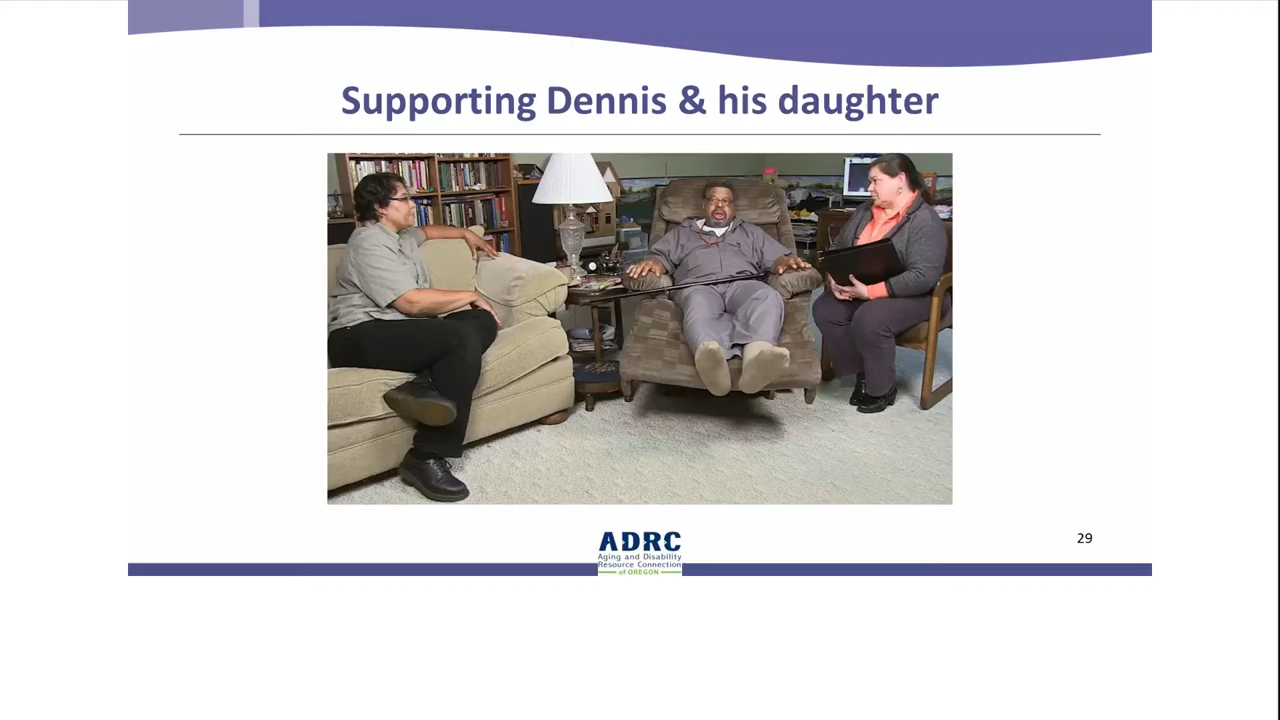 Supporting Dennis & his daughter
29
ADRC
Aging and Disability
Resource Connection
of OREGON